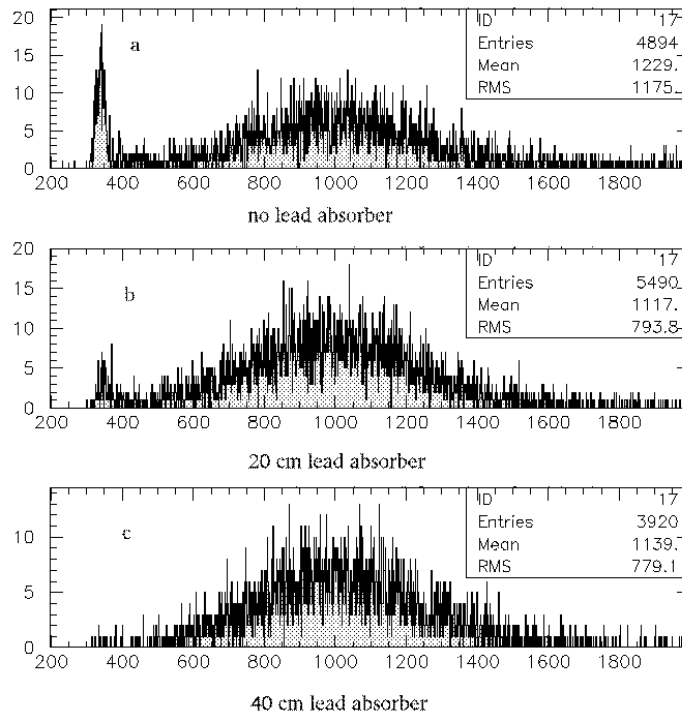 20
15
10
5
0
a
ID 17
Entries 4894
Mean 1229.
RMS 1175.
200 400 600 800 1000 1200 1400 1600 1800
no lead absorber
20
15
10
5
0
b
ID 17
Entries 5490
Mean 1117.
RMS 793.8
200 400 600 800 1000 1200 1400 1600 1800
20 cm lead absorber
10
5
0
c
ID 17
Entries 3920
Mean 1139.
RMS 779.1
200 400 600 800 1000 1200 1400 1600 1800
40 cm lead absorber